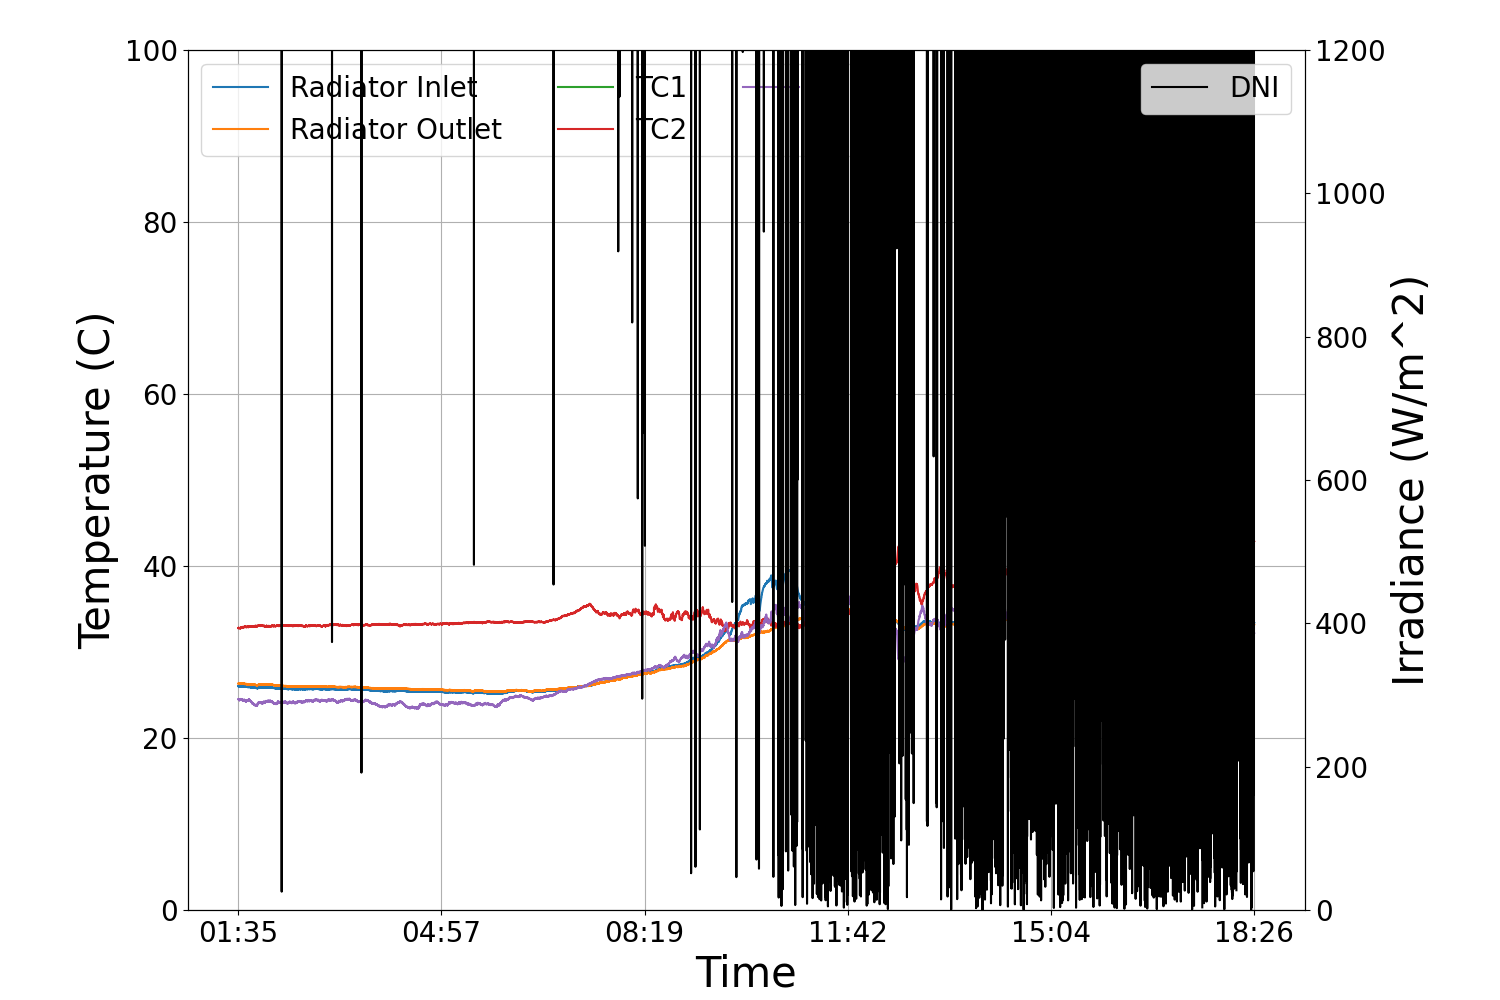 100
80
60
40
20
0
Temperature (C)
Radiator Inlet
Radiator Outlet
TC1
TC2
DNI
1200
1000
800
600
400
200
0
Irradiance (W/m^2)
01:35 04:57 08:19 11:42 15:04 18:26
Time